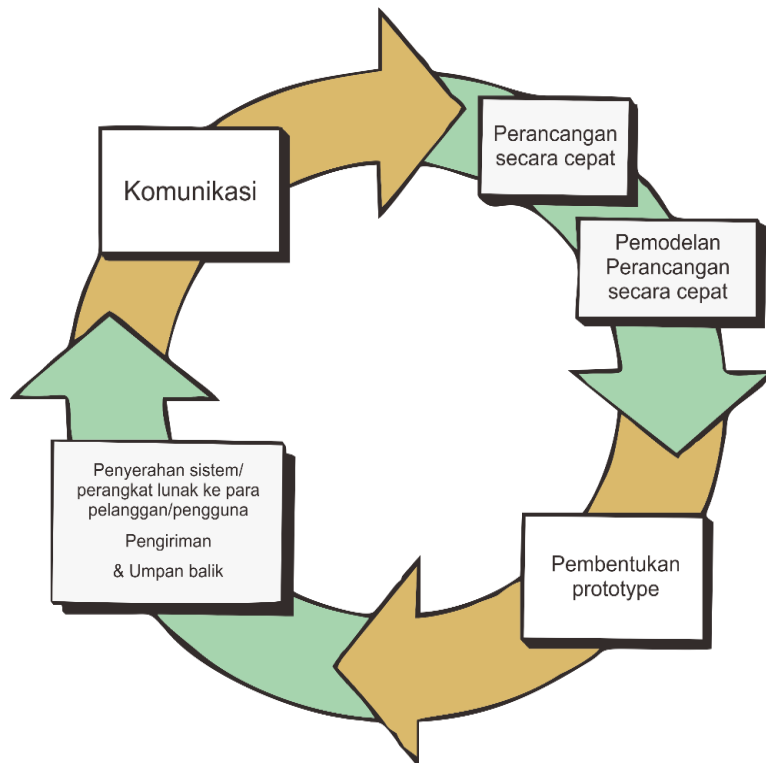 Komunikasi
Perancangan
secara cepat
Pemodelan
Perancangan
secara cepat
Pembentukan
prototype
Penyerahan sistem/
perangkat lunak ke para
pelanggan/pengguna
Pengiriman
& Umpan balik